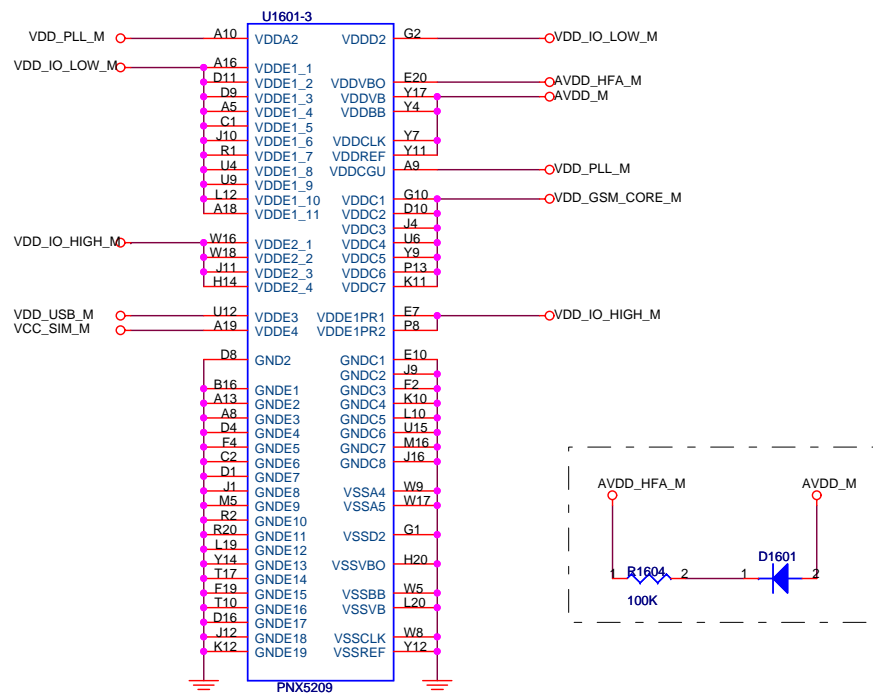 U1601-3
VDD_PLL_M A10 VDDA2 VDDD2 G2 VDD_IO_LOW_M
VDD_IO_LOW_M A16 VDDE1_1
D11 VDDE1_2 VDDVBO E20 AVDD_HFA_M
D9 VDDE1_3 VDDVB Y17 AVDD_M
A5 VDDE1_4 VDDBB Y4
C1 VDDE1_5
J10 VDDE1_6 VDDCLK Y7
R1 VDDE1_7 VDDREF Y11
U4 VDDE1_8 VDDCGU A9 VDD_PLL_M
U9 VDDE1_9
L12 VDDE1_10 VDDC1 G10 VDD_GSM_CORE_M
A18 VDDE1_11 VDDC2 D10
VDDC3 J4
VDD_IO_HIGH_M W16 VDDE2_1 VDDC4 U6
W18 VDDE2_2 VDDC5 Y9
J11 VDDE2_3 VDDC6 P13
H14 VDDE2_4 VDDC7 K11
VDD_USB_M U12 VDDE3 VDDE1PR1 E7 VDD_IO_HIGH_M
VCC_SIM_M A19 VDDE4 VDDE1PR2 P8
D8 GND2 GNDC1 E10
GNDC2 J9
B16 GNDE1 GNDC3 F2
A13 GNDE2 GNDC4 K10
A8 GNDE3 GNDC5 L10
D4 GNDE4 GNDC6 U15
F4 GNDE5 GNDC7 M16
C2 GNDE6 GNDC8 J16
D1 GNDE7
J1 GNDE8 VSSA4 W9
M5 GNDE9 VSSA5 W17
R2 GNDE10
R20 GNDE11 VSSD2 G1
L19 GNDE12
Y14 GNDE13 VSSVBO H20
T17 GNDE14
F19 GNDE15 VSSBB W5
T10 GNDE16 VSSVB L20
D16 GNDE17
J12 GNDE18 VSSCLK W8
K12 GNDE19 VSSREF Y12
PNX5209
AVDD_HFA_M AVDD_M
D1601
1 R1604 2 1 2
100K